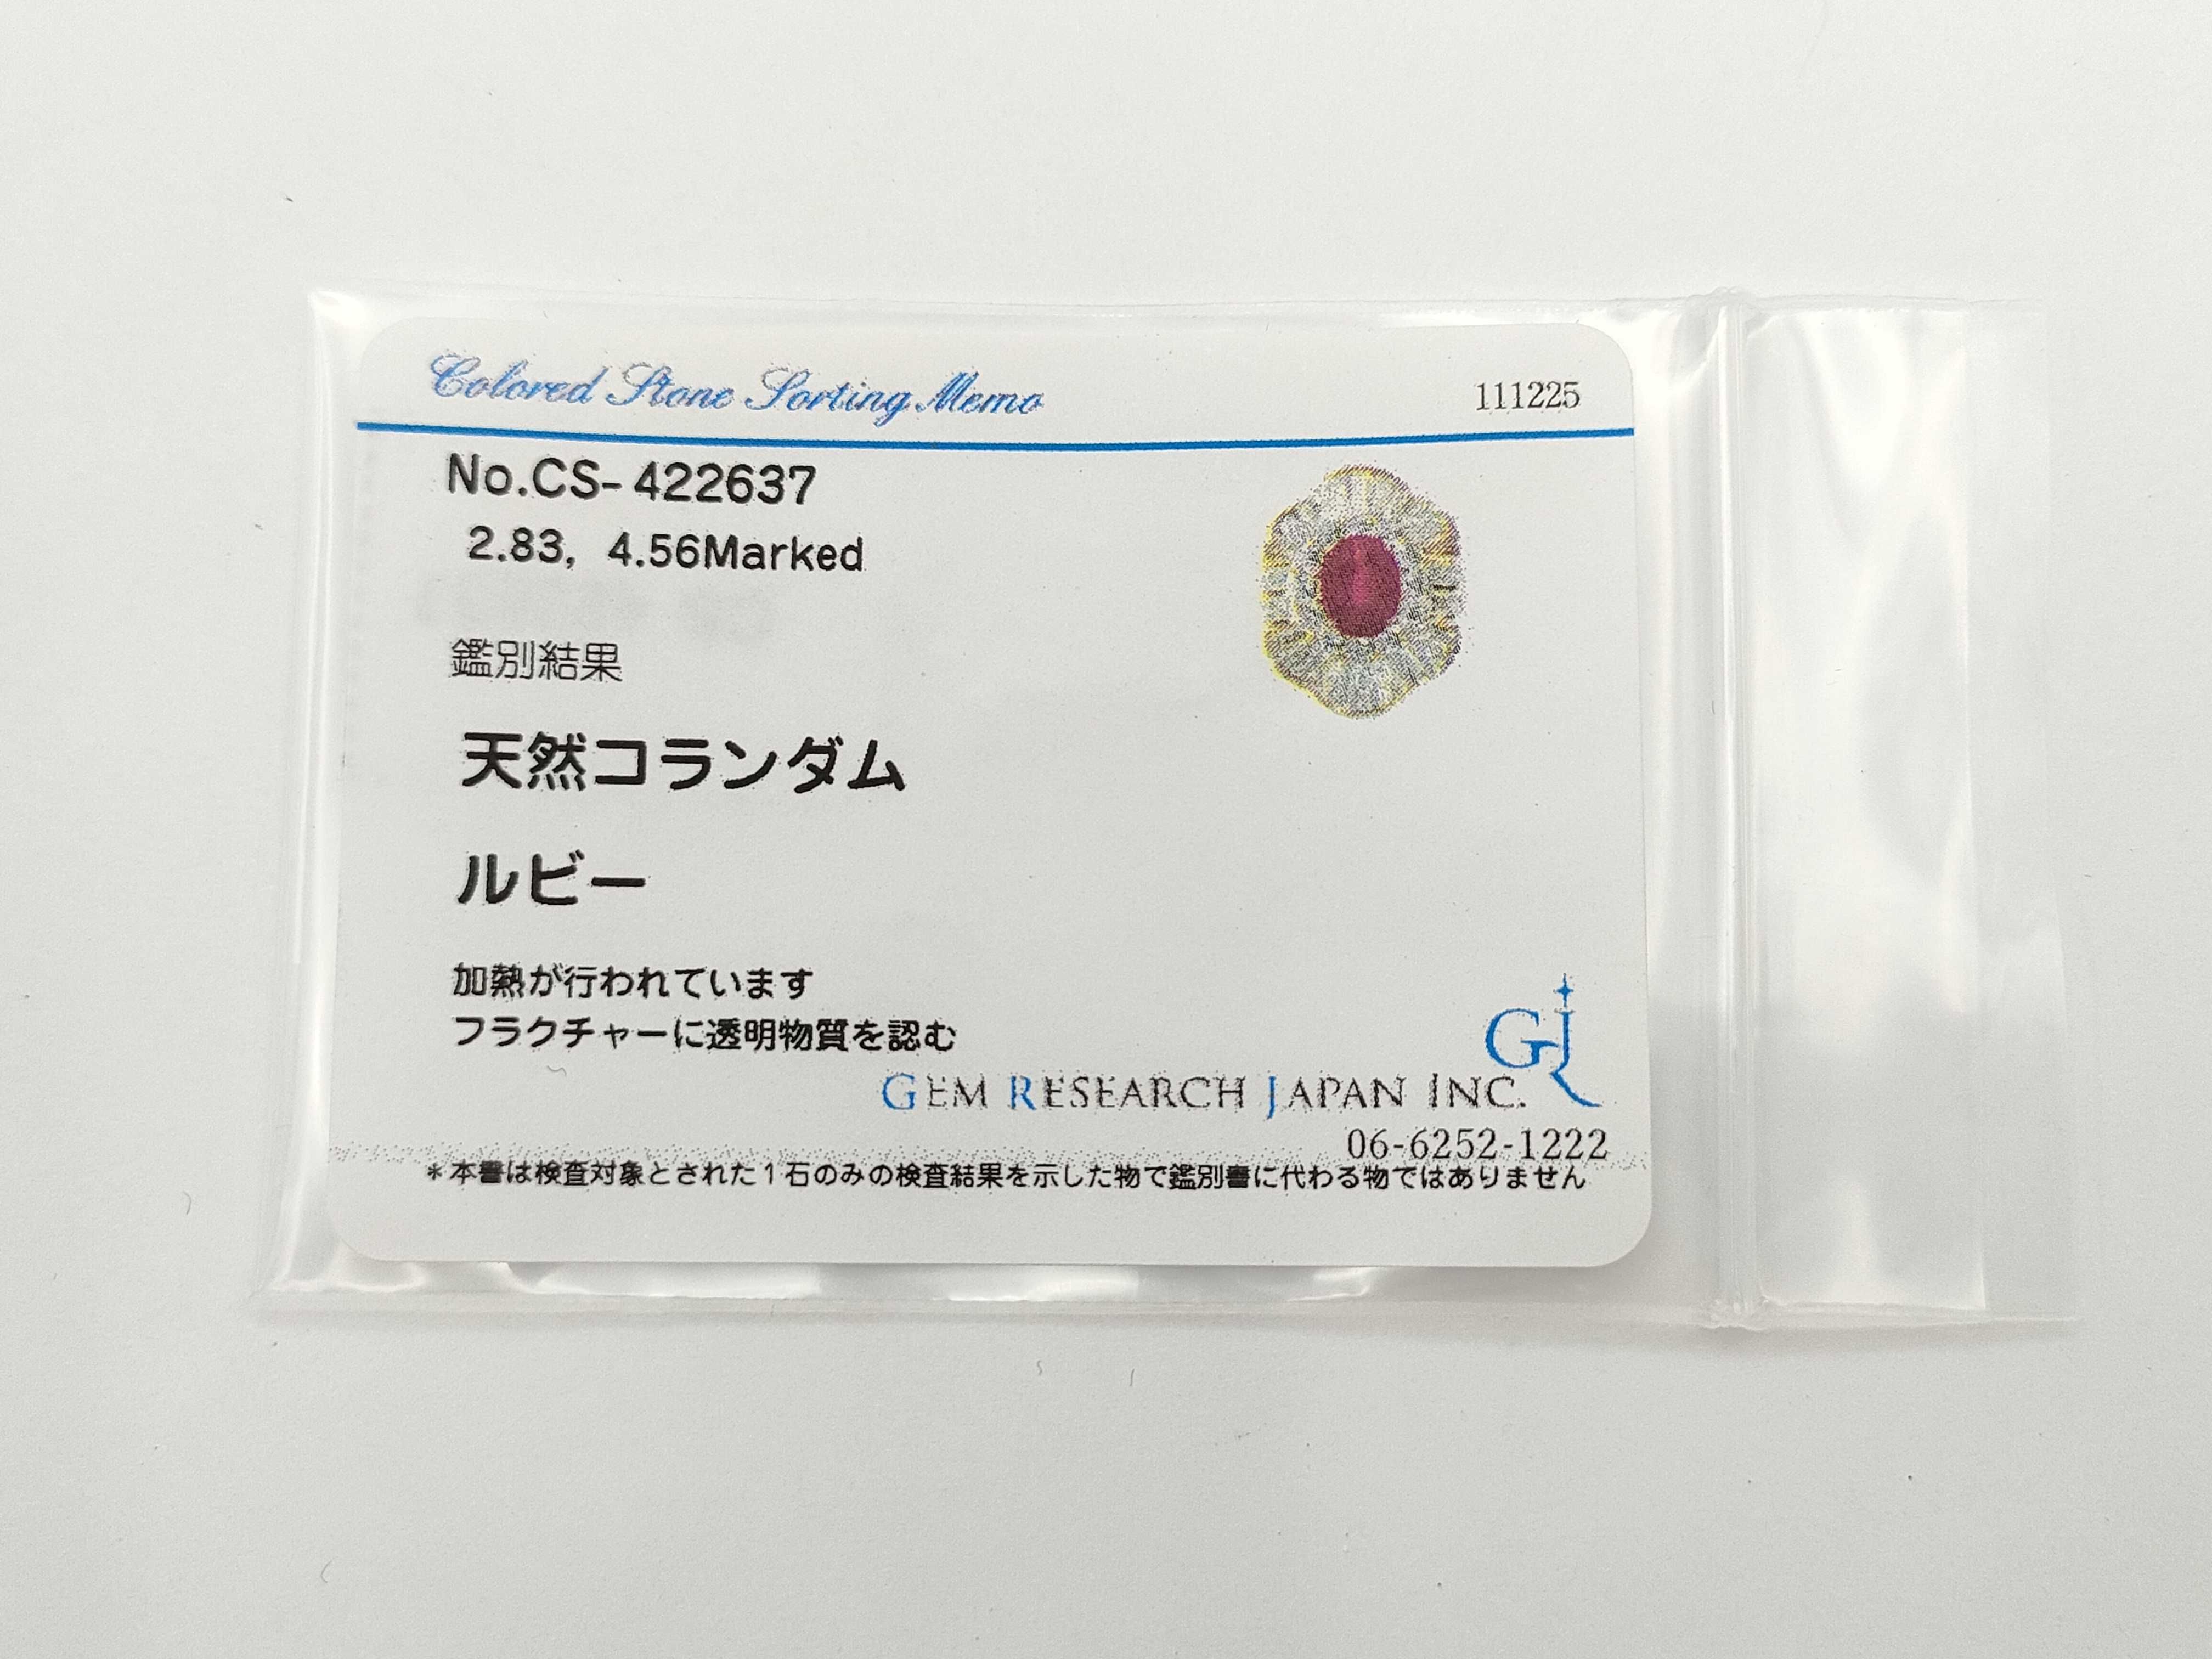 Colored Stone Sorting Memo
111225
No.CS-422637
2.83, 4.56Marked
鑑別結果
天然コランダム
ルビー
加熱が行われています
フラクチャーに透明物質を認む
GJR
GEM RESEARCH JAPAN INC.
06-6252-1222
*本書は検査対象とされた1石のみの検査結果を示した物で鑑別書に代わる物ではありません